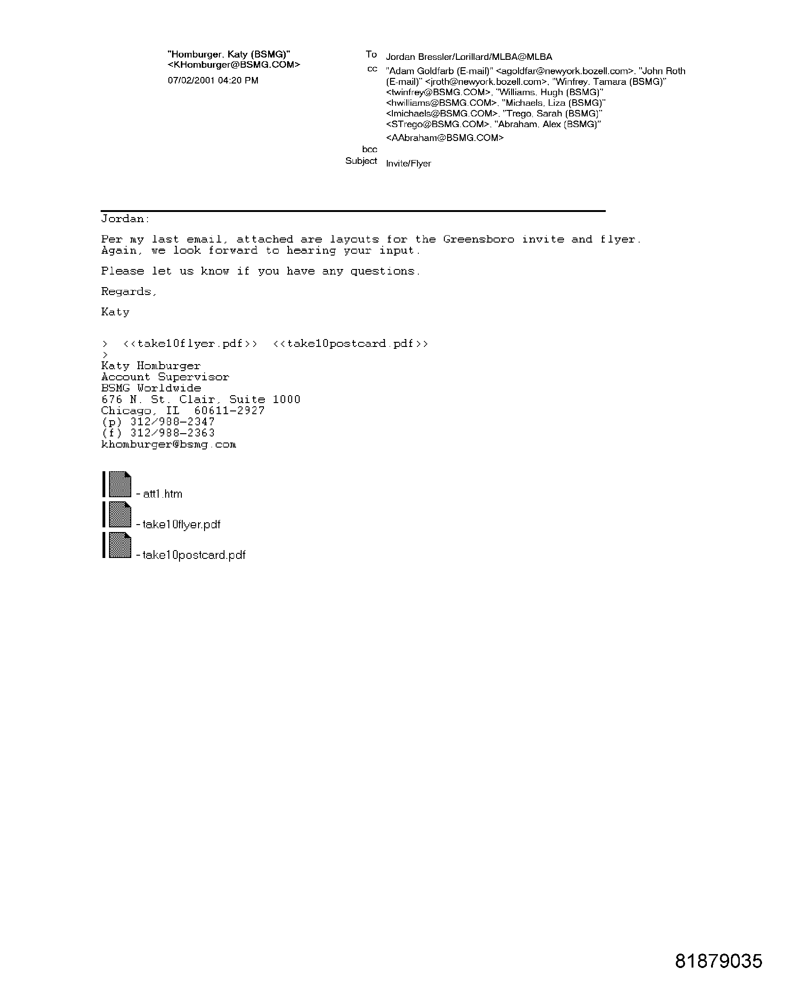 "Homburger, Katy (BSMG)"
<KHomburger@BSMG.COM>
07/02/2001 04:20 PM
To Jordan Bressler/Lorillard/MLBA@MLBA
cc "Adam Goldfarb (E-mail)" <agoldfar@newyork.bozell.com>, "John Roth
(E-mail)" <jroth@newyork.bozell.com>, "Winfrey, Tamara (BSMG)"
<twinfrey@BSMG.COM>, "Williams, Hugh (BSMG)"
<hwilliams@BSMG.COM>, "Michaels, Liza (BSMG)"
<lmichaels@BSMG.COM>, "Trego, Sarah (BSMG)"
<STrego@BSMG.COM>, "Abraham, Alex (BSMG)"
<AAbraham@BSMG.COM>
bcc
Subject Invite/Flyer
Jordan:
Per my last email, attached are layouts for the Greensboro invite and flyer.
Again, we look forward to hearing your input.
Please let us know if you have any questions.
Regards,
Katy
> <<take10flyer.pdf>> <<take10postcard.pdf>>
>
Katy Homburger
Account Supervisor
BSMG Worldwide
676 N. St. Clair, Suite 1000
Chicago, IL 60611-2927
(p) 312/988-2347
(f) 312/988-2363
khomburger@bsmg.com
- att1.htm
- take10flyer.pdf
- take10postcard.pdf
81879035